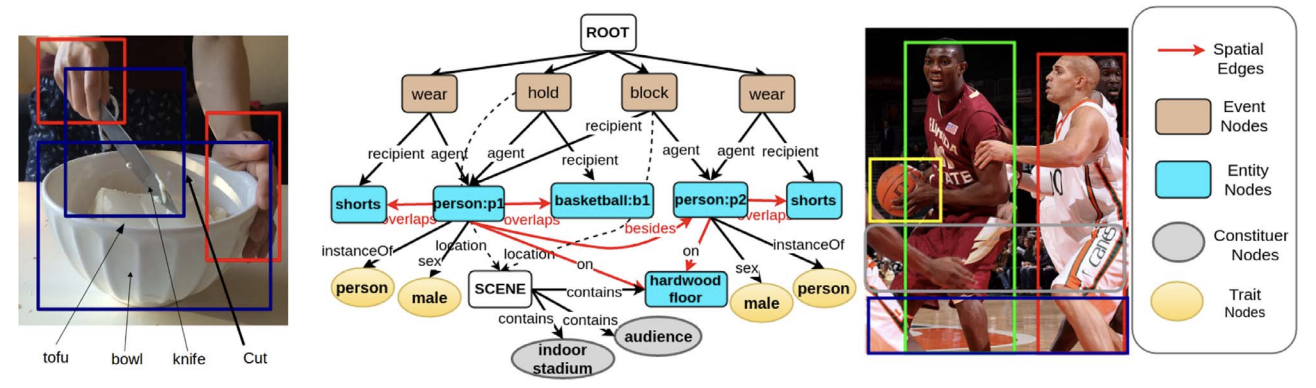 tofu
bowl
knife
Cut
ROOT
wear
hold
block
wear
recipient
agent
agent
recipient
recipient
agent
agent
recipient
shorts
overlaps
person:p1
overlaps
basketball:b1
besides
person:p2
overlaps
shorts
instanceOf
sex
location
location
on
on
sex
instanceOf
person
male
SCENE
contains
hardwood
floor
male
person
contains
contains
audience
indoor
stadium
Spatial
Edges
Event
Nodes
Entity
Nodes
Constituer
Nodes
Trait
Nodes